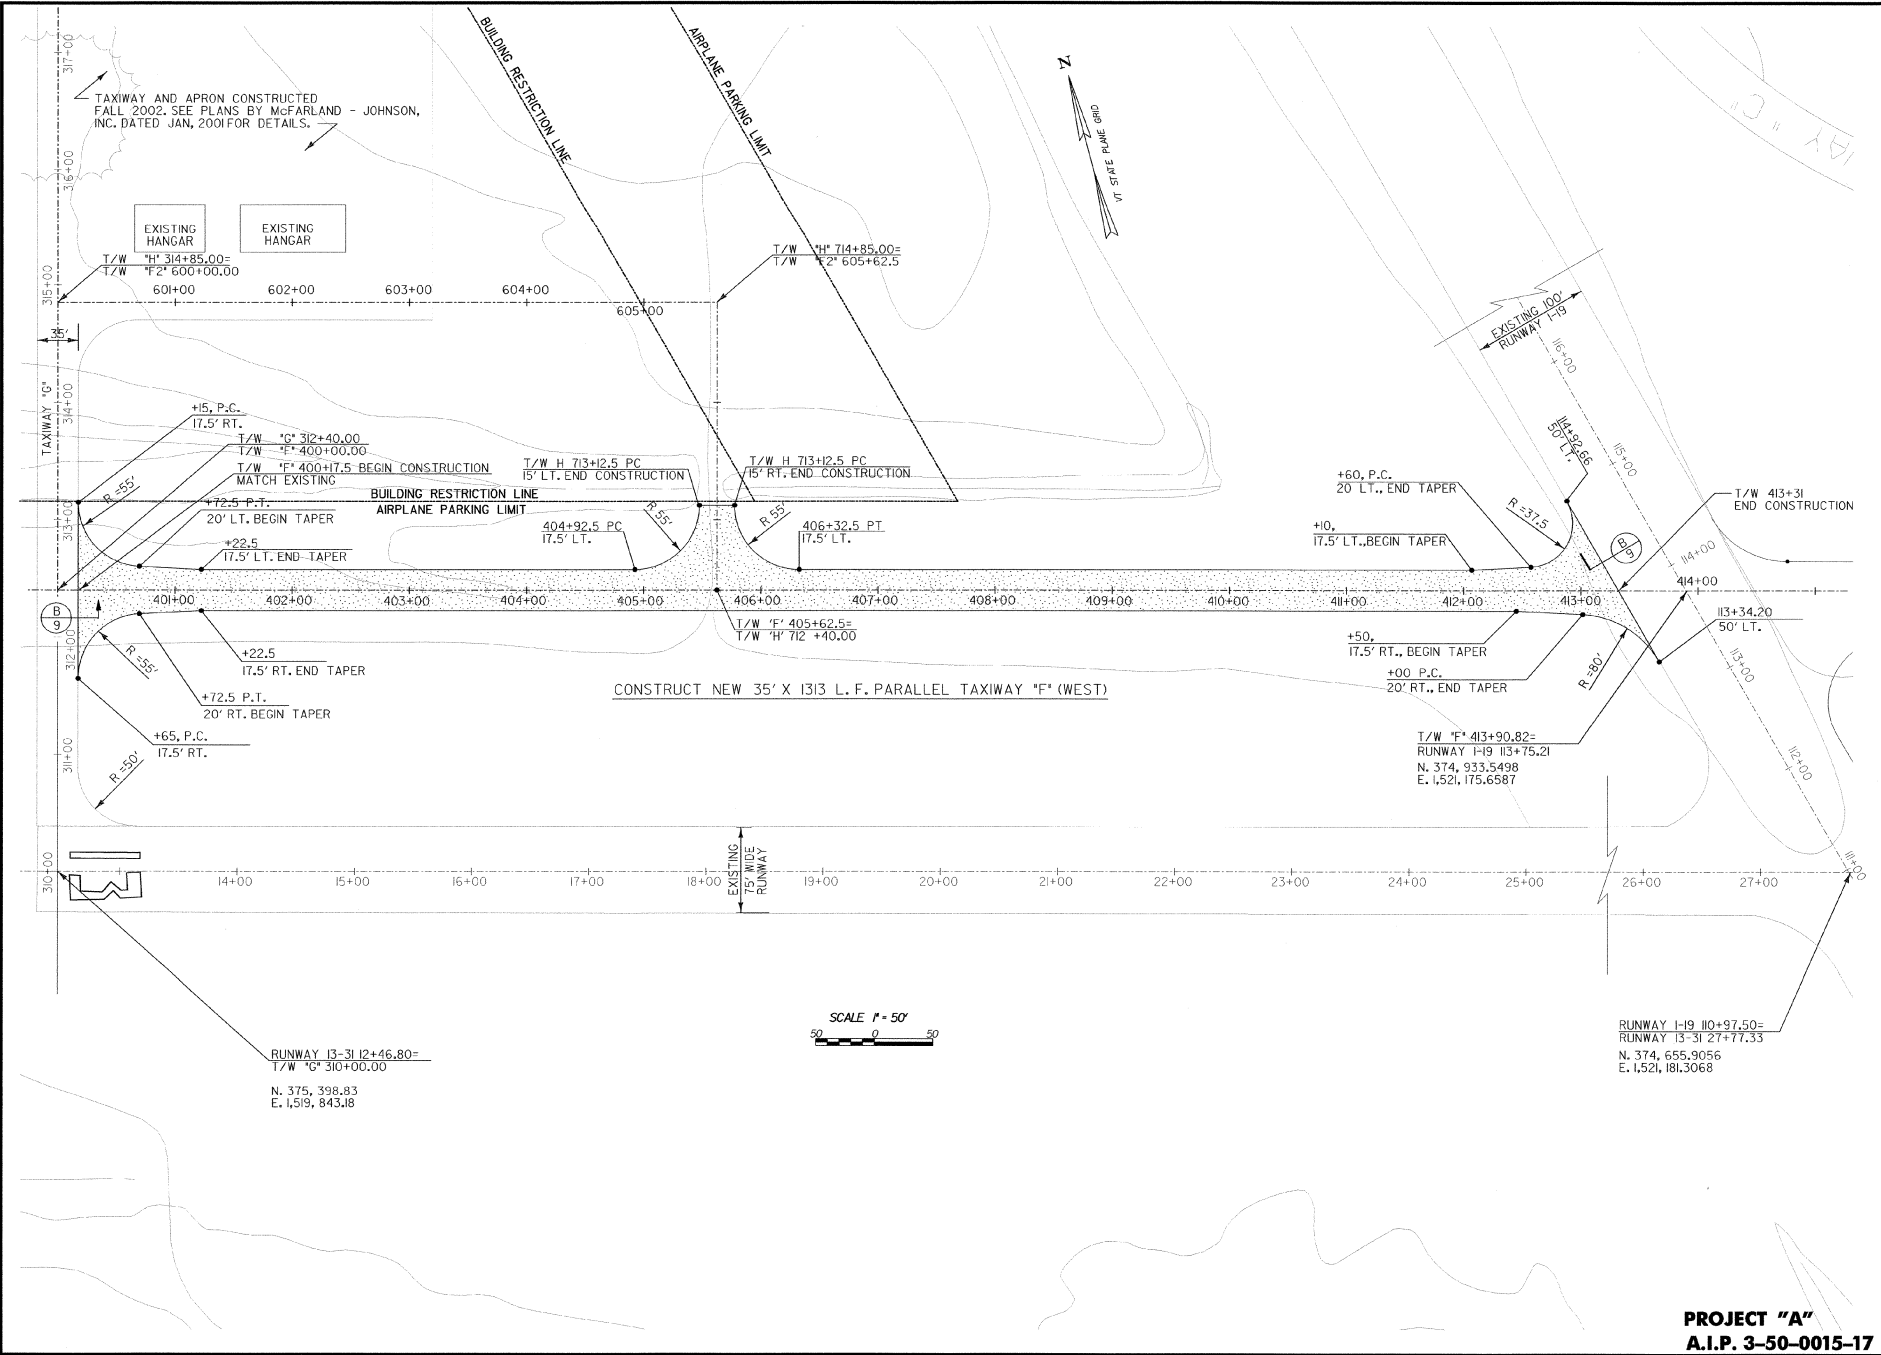 BUILDING RESTRICTION LINE
AIRPLANE PARKING LIMIT
N
VT STATE PLANE GRID
317+00
TAXIWAY AND APRON CONSTRUCTED
FALL 2002. SEE PLANS BY McFARLAND - JOHNSON,
INC. DATED JAN, 2001 FOR DETAILS.
316+00
WAY "C"
EXISTING
HANGAR
EXISTING
HANGAR
T/W "H" 314+85.00=
T/W "F2" 600+00.00
T/W "H" 714+85.00=
T/W "F2" 605+62.5
315+00
601+00
602+00
603+00
604+00
605+00
EXISTING 100'
RUNWAY 1-19
116+00
35'
TAXIWAY "G"
314+00
+15, P.C.
17.5' RT.
T/W "G" 312+40.00
T/W "F" 400+00.00
T/W "F" 400+17.5 BEGIN CONSTRUCTION
MATCH EXISTING
T/W H 713+12.5 PC
15' LT. END CONSTRUCTION
T/W H 713+12.5 PC
15' RT. END CONSTRUCTION
114+92.66
50' LT.
115+00
+60, P.C.
20 LT., END TAPER
T/W 413+31
END CONSTRUCTION
R =55'
BUILDING RESTRICTION LINE
AIRPLANE PARKING LIMIT
+72.5 P.T.
20' LT. BEGIN TAPER
313+00
R 55'
R 55'
R =37.5
404+92.5 PC
17.5' LT.
406+32.5 PT
17.5' LT.
+10,
17.5' LT.,BEGIN TAPER
+22.5
17.5' LT. END TAPER
B
9
114+00
414+00
401+00
402+00
403+00
404+00
405+00
406+00
407+00
408+00
409+00
410+00
411+00
412+00
413+00
B
9
113+34.20
50' LT.
T/W 'F' 405+62.5=
T/W 'H' 712 +40.00
312+00
R =55'
+22.5
17.5' RT. END TAPER
+50,
17.5' RT., BEGIN TAPER
+00 P.C.
20' RT., END TAPER
R =80'
113+00
CONSTRUCT NEW 35' X 1313 L. F. PARALLEL TAXIWAY "F" (WEST)
+72.5 P.T.
20' RT. BEGIN TAPER
+65, P.C.
17.5' RT.
311+00
R =50'
T/W "F" 413+90.82=
RUNWAY 1-19 113+75.21
N. 374, 933.5498
E. 1,521, 175.6587
112+00
310+00
14+00
15+00
16+00
17+00
18+00
EXISTING
75' WIDE
RUNWAY
19+00
20+00
21+00
22+00
23+00
24+00
25+00
26+00
27+00
111+00
SCALE 1" = 50'
50
0
50
RUNWAY 1-19 110+97.50=
RUNWAY 13-31 27+77.33
N. 374, 655.9056
E. 1,521, 181.3068
RUNWAY 13-31 12+46.80=
T/W "G" 310+00.00
N. 375, 398.83
E. 1,519, 843.18
PROJECT "A"
A.I.P. 3-50-0015-17